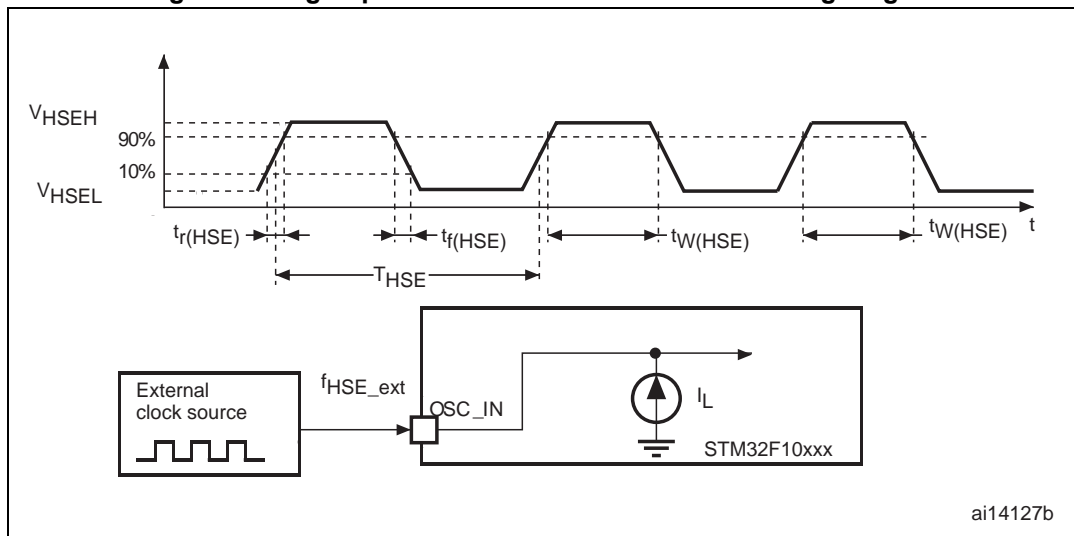 VHSEH
90%
10%
VHSEL
tr(HSE)
tf(HSE)
tW(HSE)
tW(HSE)
t
THSE
External
clock source
fHSE_ext
OSC_IN
IL
STM32F10xxx
ai14127b